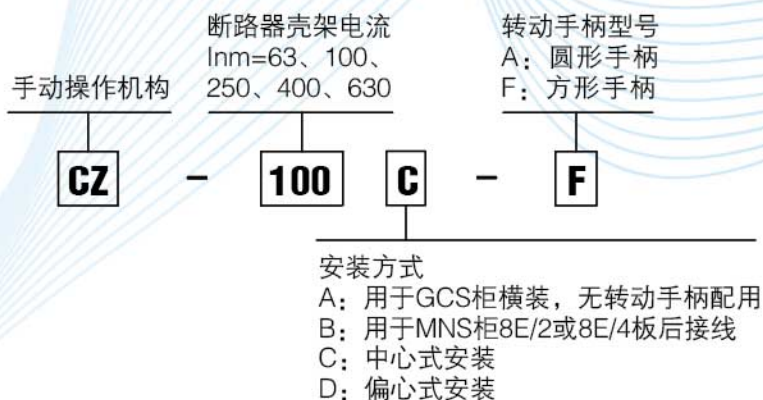 断路器壳架电流
Inm=63、100、
250、400、630
转动手柄型号
A：圆形手柄
F：方形手柄
手动操作机构
CZ - 100 C - F
安装方式
A：用于GCS柜横装，无转动手柄配用
B：用于MNS柜8E/2或8E/4板后接线
C：中心式安装
D：偏心式安装